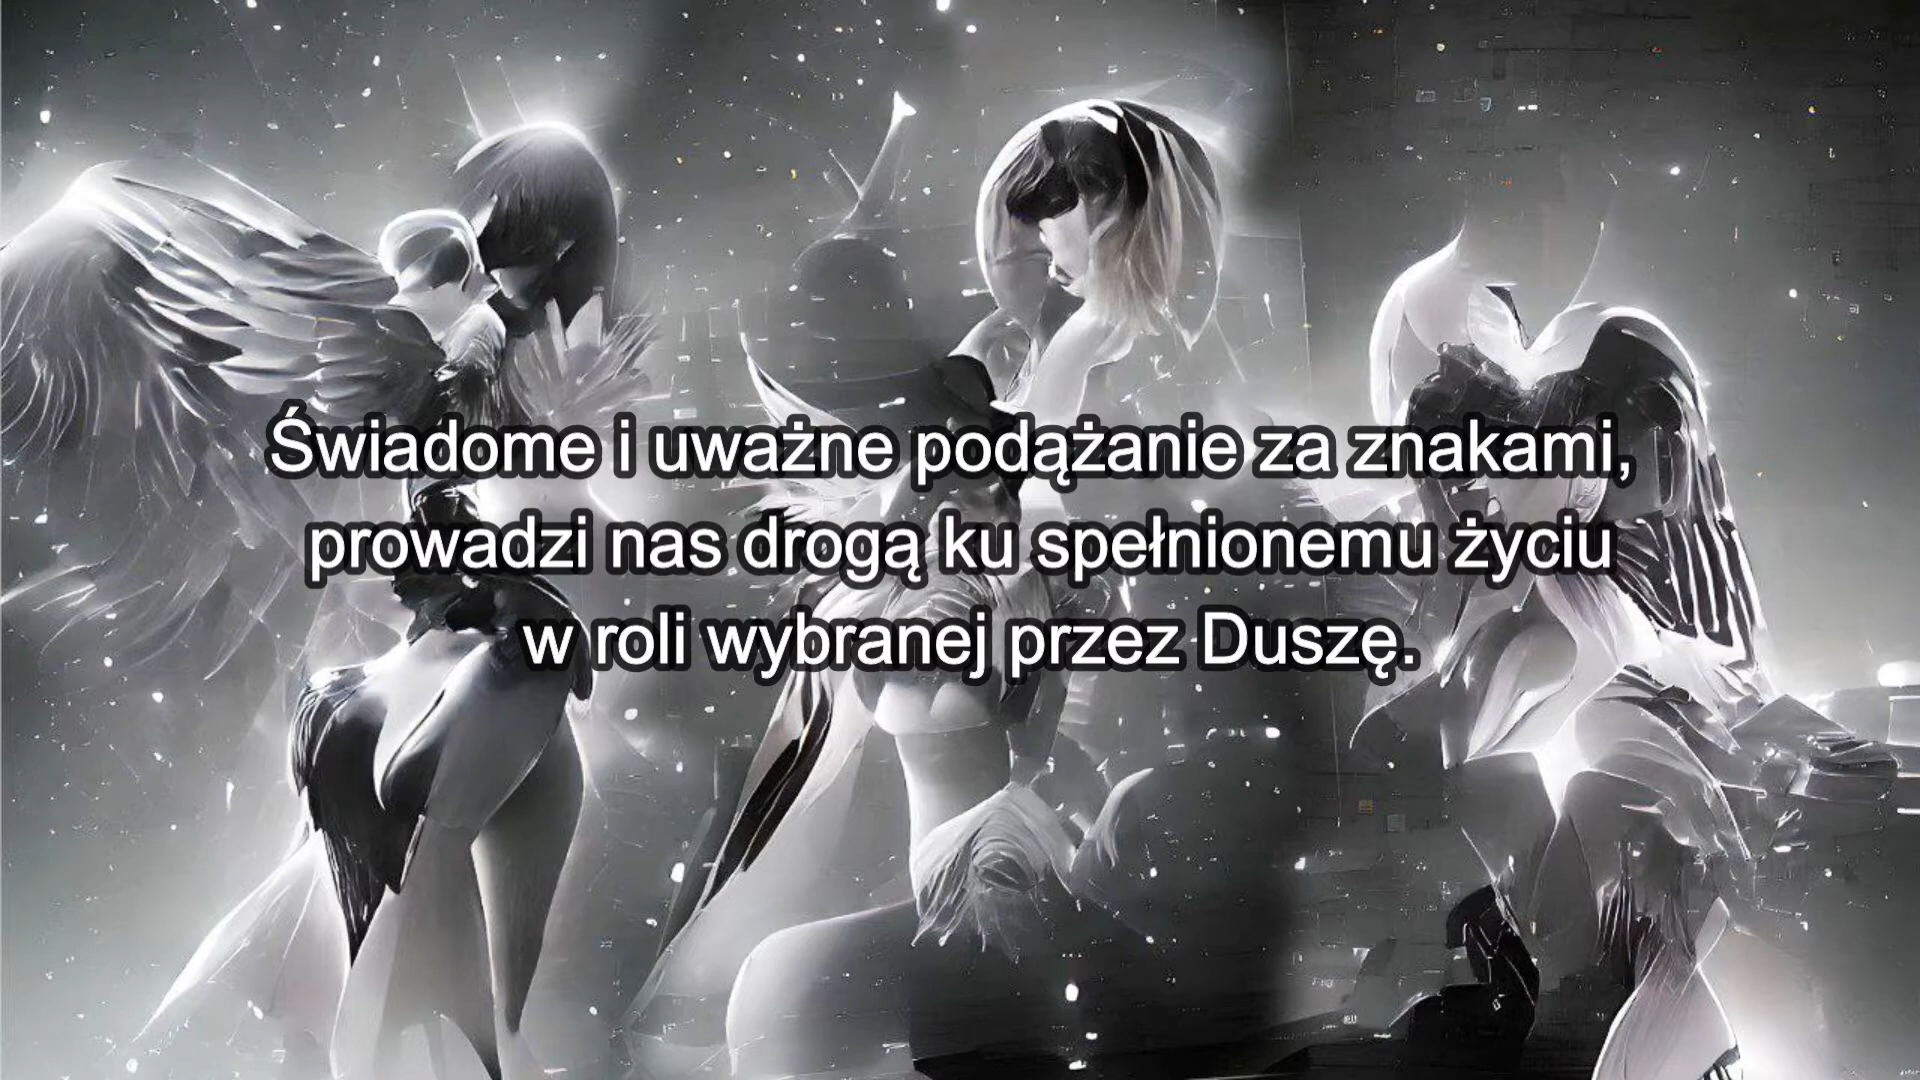 Świadome i uważne podążanie za znakami,
prowadzi nas drogą ku spełnionemu życiu
w roli wybranej przez Duszę.